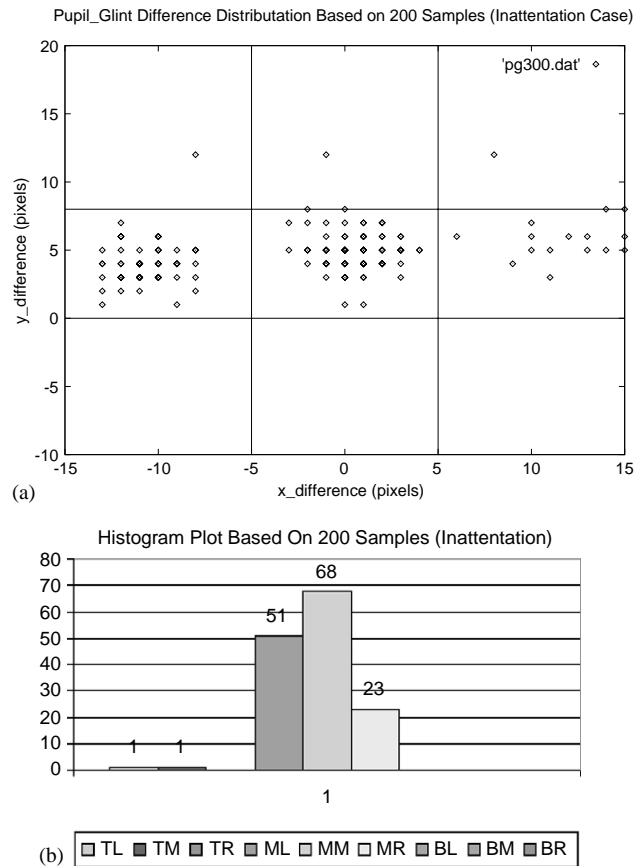 Pupil_Glint Difference Distributation Based on 200 Samples (Inattentation Case)
20
'pg300.dat'
15
10
y_difference (pixels)
5
0
-5
-10
-15 -10 -5 0 5 10 15
(a)
x_difference (pixels)
Histogram Plot Based On 200 Samples (Inattentation)
80
68
70
60
51
50
40
30
23
20
10
1 1
0
1
(b)
TL TM TR ML MM MR BL BM BR